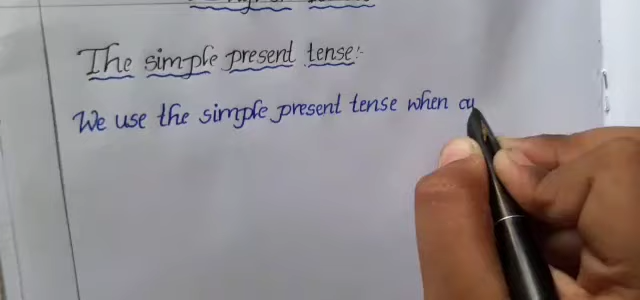 The simple present tense:-
We use the simple present tense when